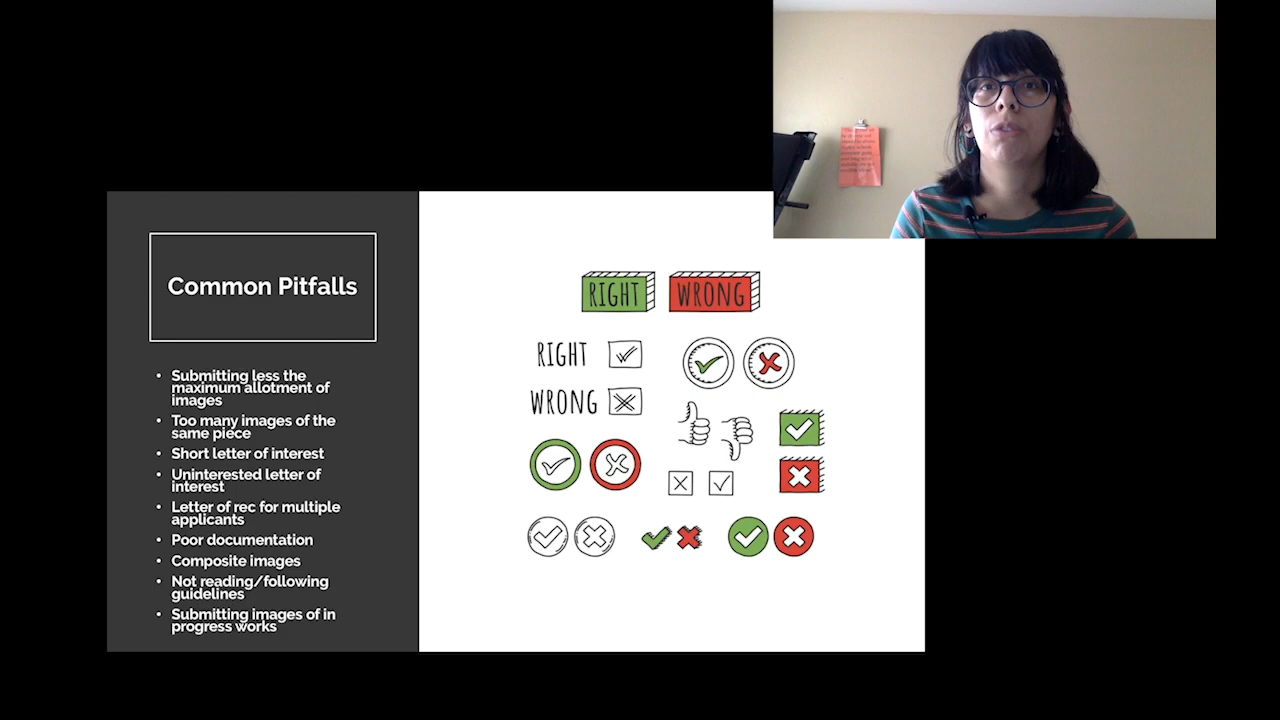 Common Pitfalls
• Submitting less the
maximum allotment of
images
• Too many images of the
same piece
• Short letter of interest
• Uninterested letter of
interest
• Letter of rec for multiple
applicants
• Poor documentation
• Composite images
• Not reading/following
guidelines
• Submitting images of in
progress works
RIGHT WRONG
RIGHT
WRONG